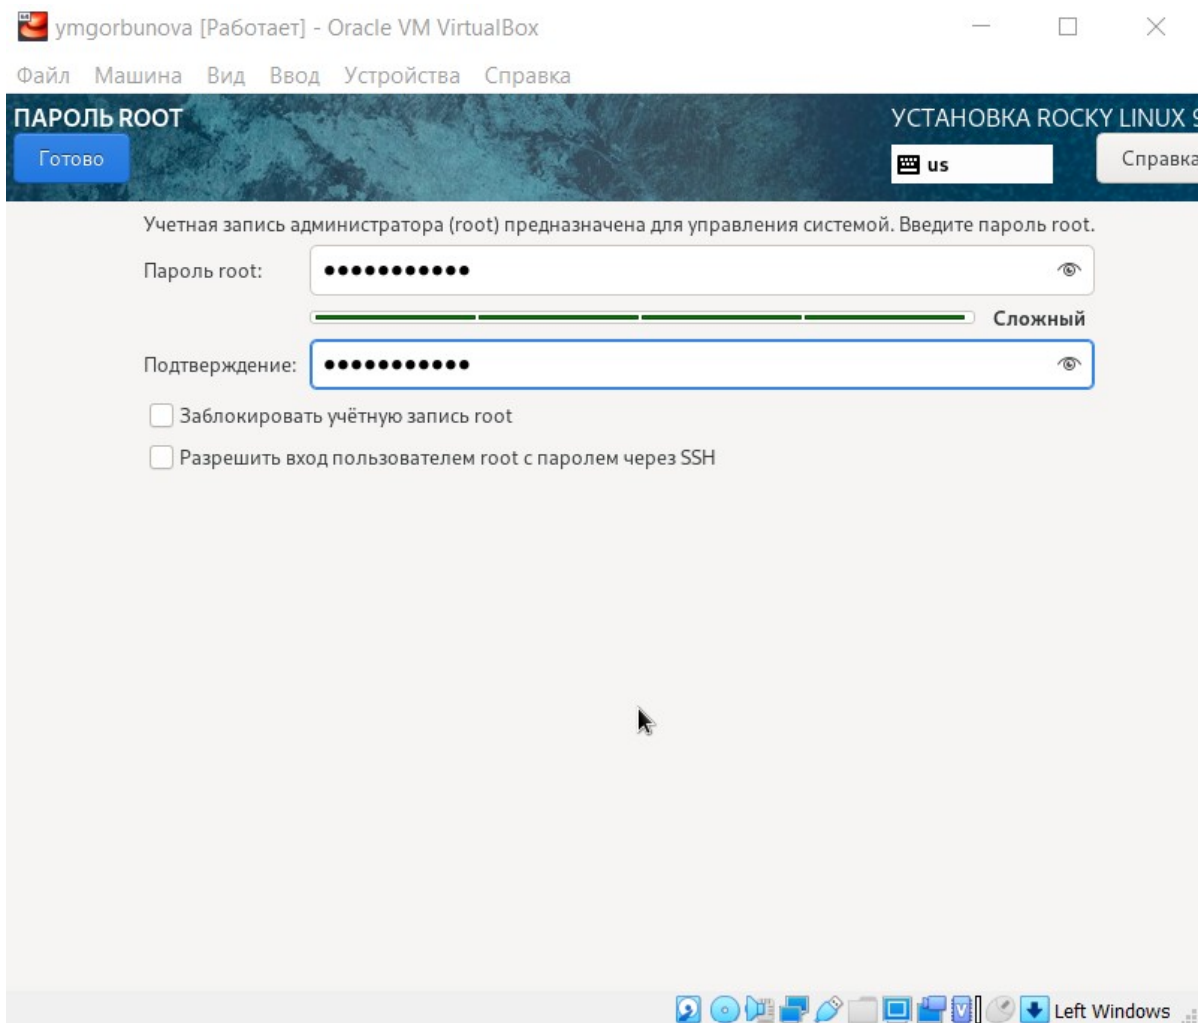 ymgorbunova [Работает] - Oracle VM VirtualBox
Файл Машина Вид Ввод Устройства Справка
ПАРОЛЬ ROOT
УСТАНОВКА ROCKY LINUX 9
Готово
us
Справка
Учетная запись администратора (root) предназначена для управления системой. Введите пароль root.
Пароль root: ●●●●●●●●●●●
Сложный
Подтверждение: ●●●●●●●●●●●
Заблокировать учётную запись root
Разрешить вход пользователем root с паролем через SSH
Left Windows